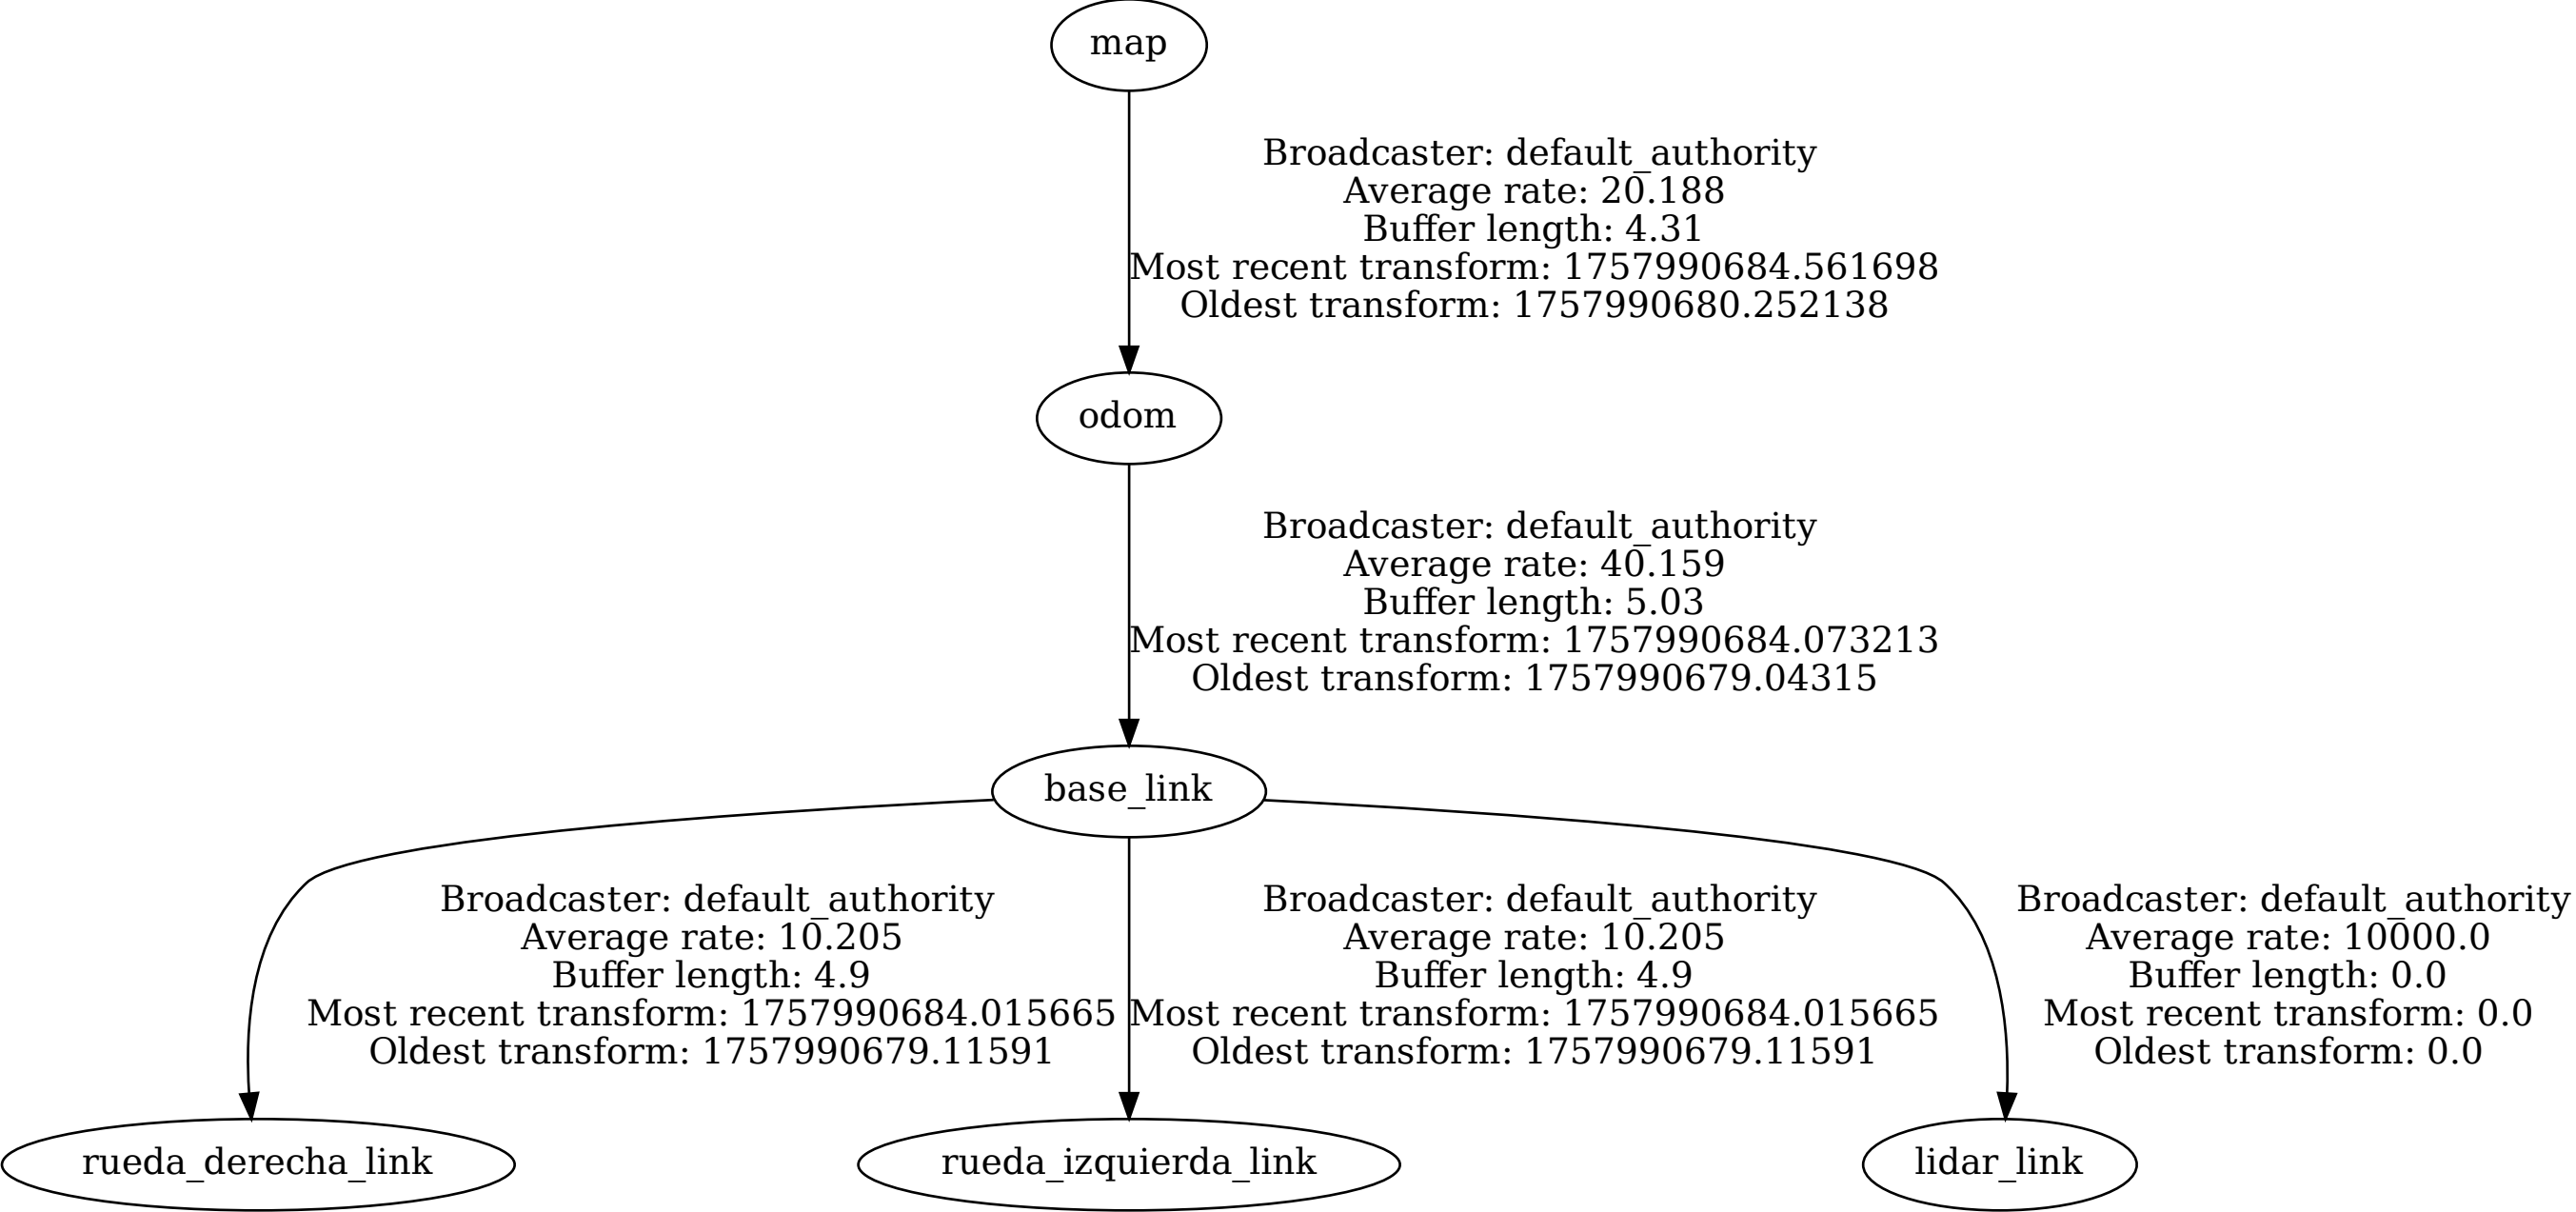 map
Broadcaster: default_authority
Average rate: 20.188
Buffer length: 4.31
Most recent transform: 1757990684.561698
Oldest transform: 1757990680.252138
odom
Broadcaster: default_authority
Average rate: 40.159
Buffer length: 5.03
Most recent transform: 1757990684.073213
Oldest transform: 1757990679.04315
base_link
Broadcaster: default_authority
Average rate: 10.205
Buffer length: 4.9
Most recent transform: 1757990684.015665
Oldest transform: 1757990679.11591
Broadcaster: default_authority
Average rate: 10.205
Buffer length: 4.9
Most recent transform: 1757990684.015665
Oldest transform: 1757990679.11591
Broadcaster: default_authority
Average rate: 10000.0
Buffer length: 0.0
Most recent transform: 0.0
Oldest transform: 0.0
rueda_derecha_link
rueda_izquierda_link
lidar_link